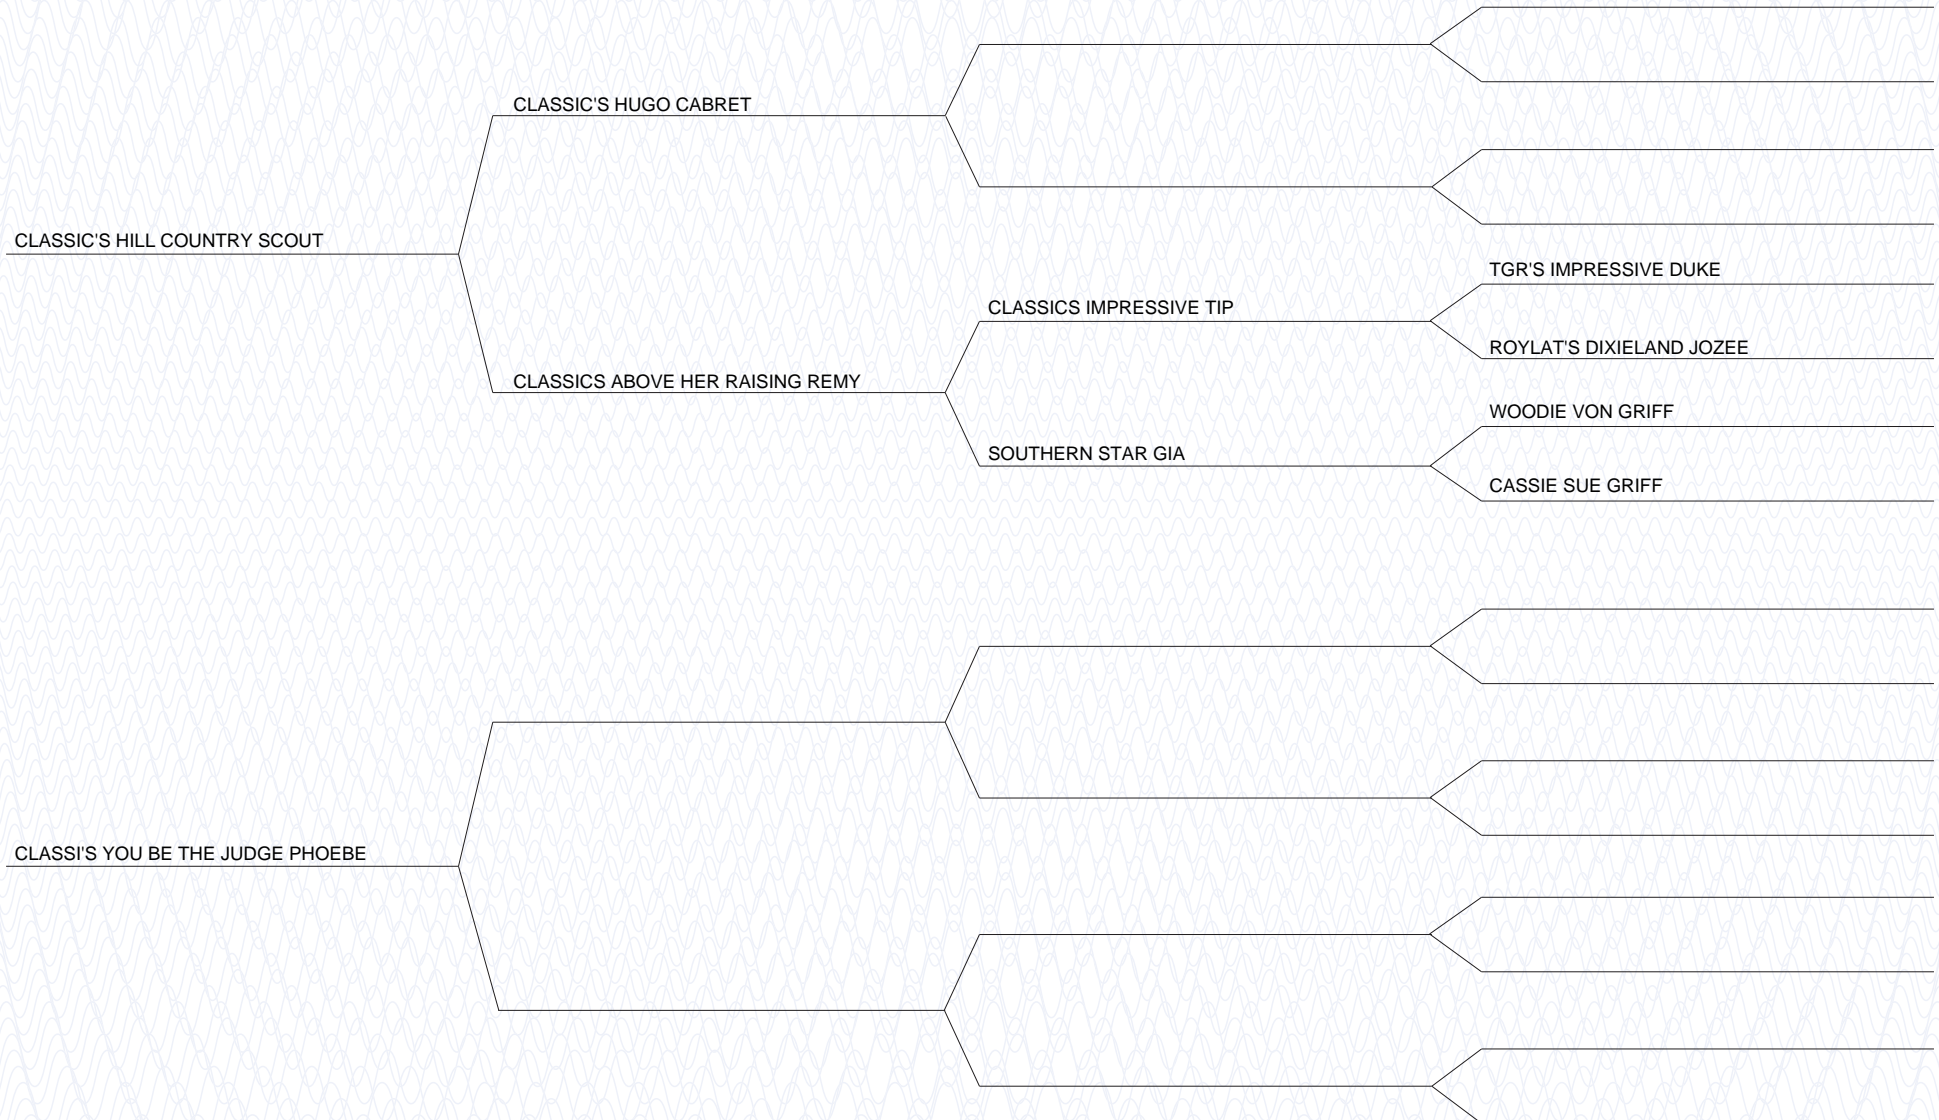 CLASSIC'S HUGO CABRET
CLASSIC'S HILL COUNTRY SCOUT
TGR'S IMPRESSIVE DUKE
CLASSICS IMPRESSIVE TIP
ROYLAT'S DIXIELAND JOZEE
CLASSICS ABOVE HER RAISING REMY
WOODIE VON GRIFF
SOUTHERN STAR GIA
CASSIE SUE GRIFF
CLASSI'S YOU BE THE JUDGE PHOEBE